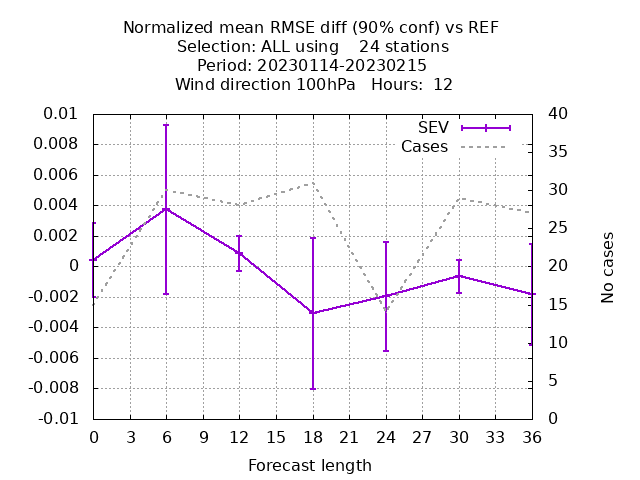 Normalized mean RMSE diff (90% conf) vs REF
Selection: ALL using    24 stations
Period: 20230114-20230215
Wind direction 100hPa   Hours:  12
0.01
0.008
0.006
0.004
0.002
0
-0.002
-0.004
-0.006
-0.008
-0.01
SEV
Cases
40
35
30
25
20
15
10
5
0
No cases
0 3 6 9 12 15 18 21 24 27 30 33 36
Forecast length